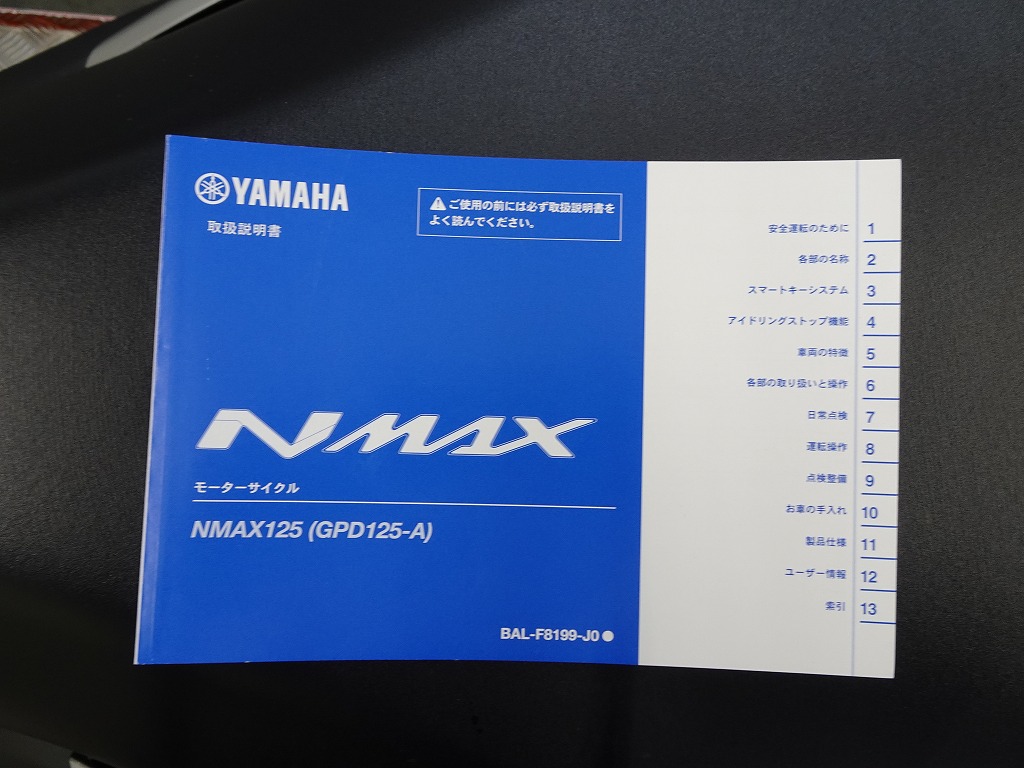 YAMAHA
取扱説明書
⚠ご使用の前には必ず取扱説明書を
よく読んでください。
NMAX
モーターサイクル
NMAX125 (GPD125-A)
BAL-F8199-J0●
安全運転のために 1
各部の名称 2
スマートキーシステム 3
アイドリングストップ機能 4
車両の特徴 5
各部の取り扱いと操作 6
日常点検 7
運転操作 8
点検整備 9
お車の手入れ 10
製品仕様 11
ユーザー情報 12
索引 13